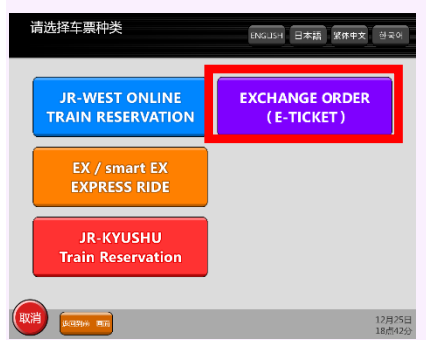 请选择车票种类
ENGLISH 日本語 繁体中文 한국어
JR-WEST ONLINE
TRAIN RESERVATION
EXCHANGE ORDER
( E-TICKET )
EX / smart EX
EXPRESS RIDE
JR-KYUSHU
Train Reservation
取消
12月25日
18点42分